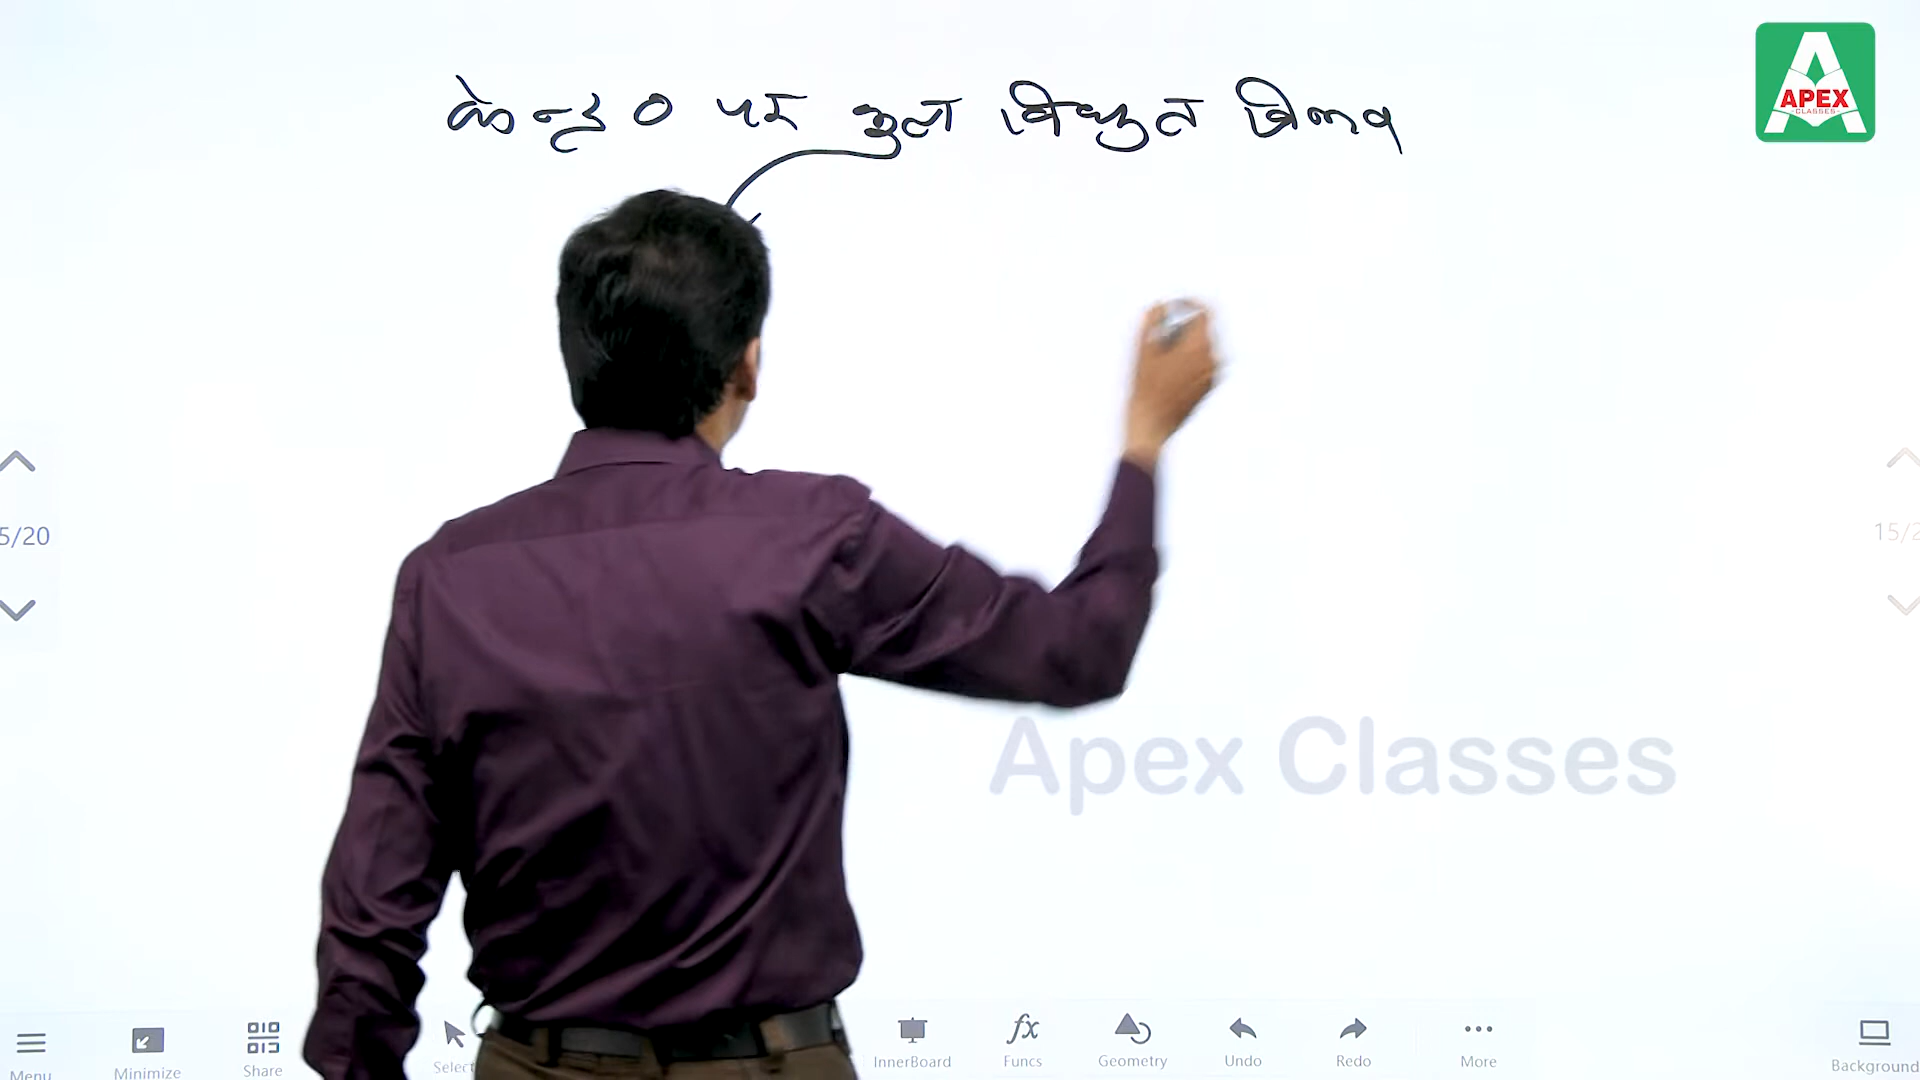 केन्द्र O पर कुल विद्युत विभव
APEX
CLASSES
5/20
15/2
Apex Classes
Menu
Minimize
Share
Select
InnerBoard
Funcs
Geometry
Undo
Redo
More
Background